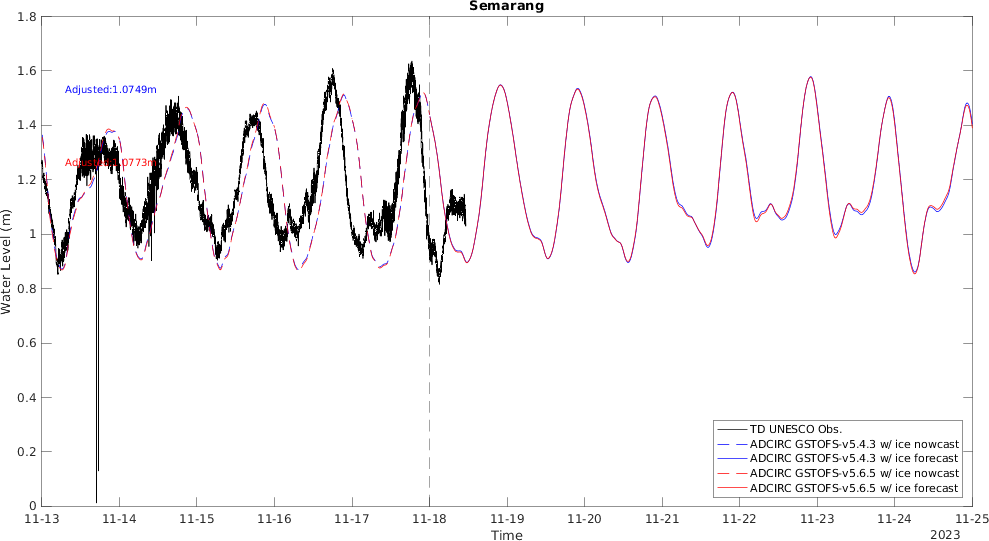 Semarang
1.8
1.6
1.4
1.2
1
0.8
0.6
0.4
0.2
0
Water Level (m)
Adjusted:1.0749m
Adjusted:1.0773m
TD UNESCO Obs.
ADCIRC GSTOFS-v5.4.3 w/ ice nowcast
ADCIRC GSTOFS-v5.4.3 w/ ice forecast
ADCIRC GSTOFS-v5.6.5 w/ ice nowcast
ADCIRC GSTOFS-v5.6.5 w/ ice forecast
11-13 11-14 11-15 11-16 11-17 11-18 11-19 11-20 11-21 11-22 11-23 11-24 11-25
Time
2023